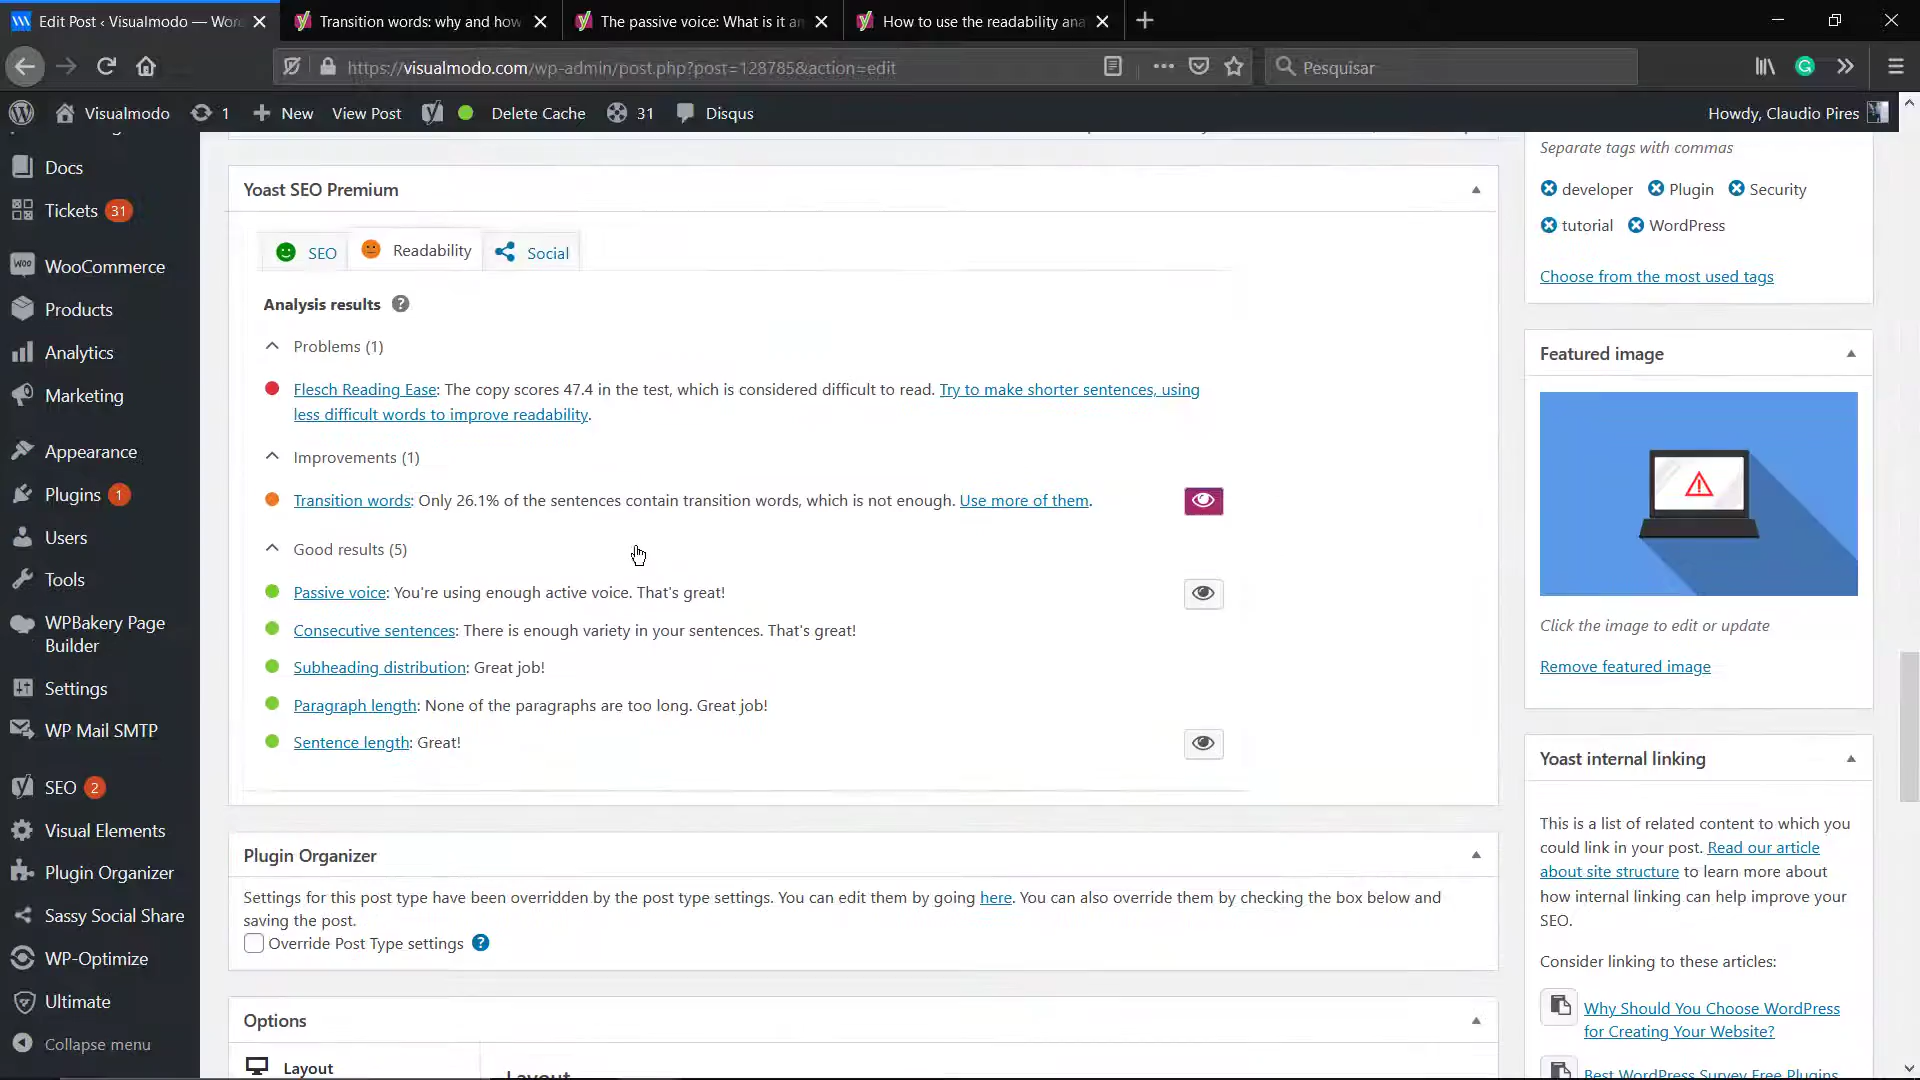 Edit Post ‹ Visualmodo — Wor
Transition words: why and how
The passive voice: What is it an
How to use the readability ana
https://visualmodo.com/wp-admin/post.php?post=128785&action=edit
Pesquisar
Visualmodo
1
New
View Post
Delete Cache
31
Disqus
Howdy, Claudio Pires
Docs
Tickets 31
WooCommerce
Products
Analytics
Marketing
Appearance
Plugins 1
Users
Tools
WPBakery Page
Builder
Settings
WP Mail SMTP
SEO 2
Visual Elements
Plugin Organizer
Sassy Social Share
WP-Optimize
Ultimate
Collapse menu
Yoast SEO Premium
SEO
Readability
Social
Analysis results
Problems (1)
Flesch Reading Ease: The copy scores 47.4 in the test, which is considered difficult to read. Try to make shorter sentences, using
less difficult words to improve readability.
Improvements (1)
Transition words: Only 26.1% of the sentences contain transition words, which is not enough. Use more of them.
Good results (5)
Passive voice: You're using enough active voice. That's great!
Consecutive sentences: There is enough variety in your sentences. That's great!
Subheading distribution: Great job!
Paragraph length: None of the paragraphs are too long. Great job!
Sentence length: Great!
Plugin Organizer
Settings for this post type have been overridden by the post type settings. You can edit them by going here. You can also override them by checking the box below and
saving the post.
Override Post Type settings
Options
Layout
Layout
Separate tags with commas
developer Plugin Security
tutorial WordPress
Choose from the most used tags
Featured image
Click the image to edit or update
Remove featured image
Yoast internal linking
This is a list of related content to which you
could link in your post. Read our article
about site structure to learn more about
how internal linking can help improve your
SEO.
Consider linking to these articles:
Why Should You Choose WordPress
for Creating Your Website?
Best WordPress Survey Free Plugins